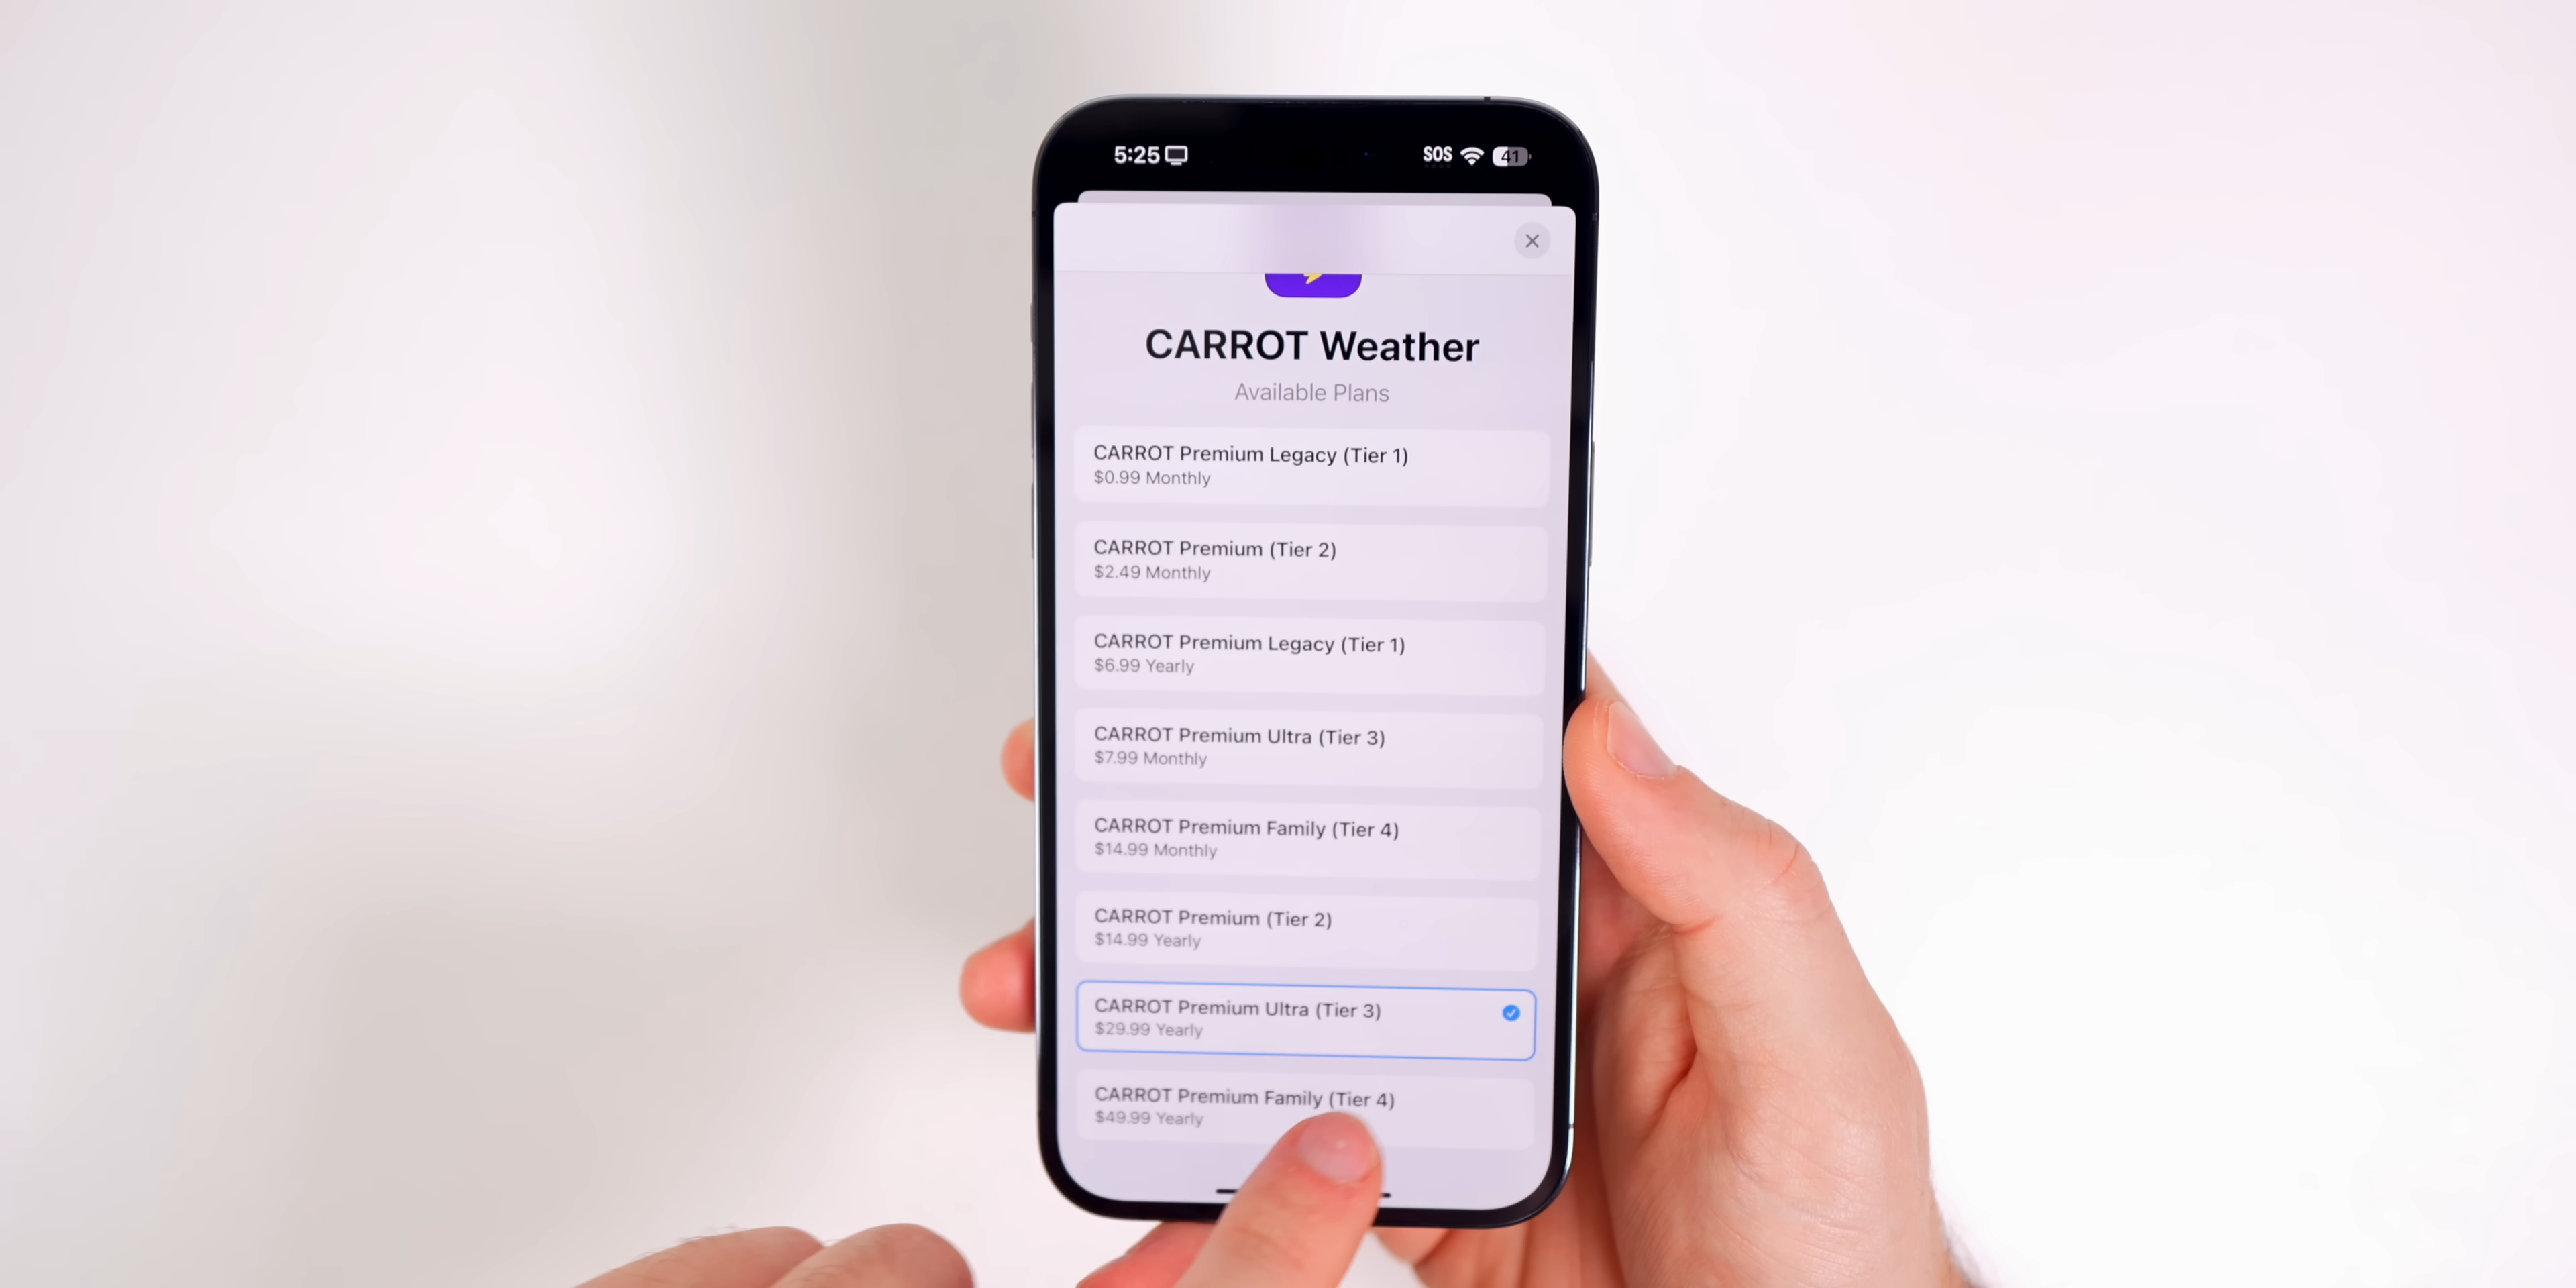 5:25
SOS
41
CARROT Weather
Available Plans
CARROT Premium Legacy (Tier 1)
$0.99 Monthly
CARROT Premium (Tier 2)
$2.49 Monthly
CARROT Premium Legacy (Tier 1)
$6.99 Yearly
CARROT Premium Ultra (Tier 3)
$7.99 Monthly
CARROT Premium Family (Tier 4)
$14.99 Monthly
CARROT Premium (Tier 2)
$14.99 Yearly
CARROT Premium Ultra (Tier 3)
$29.99 Yearly
CARROT Premium Family (Tier 4)
$49.99 Yearly